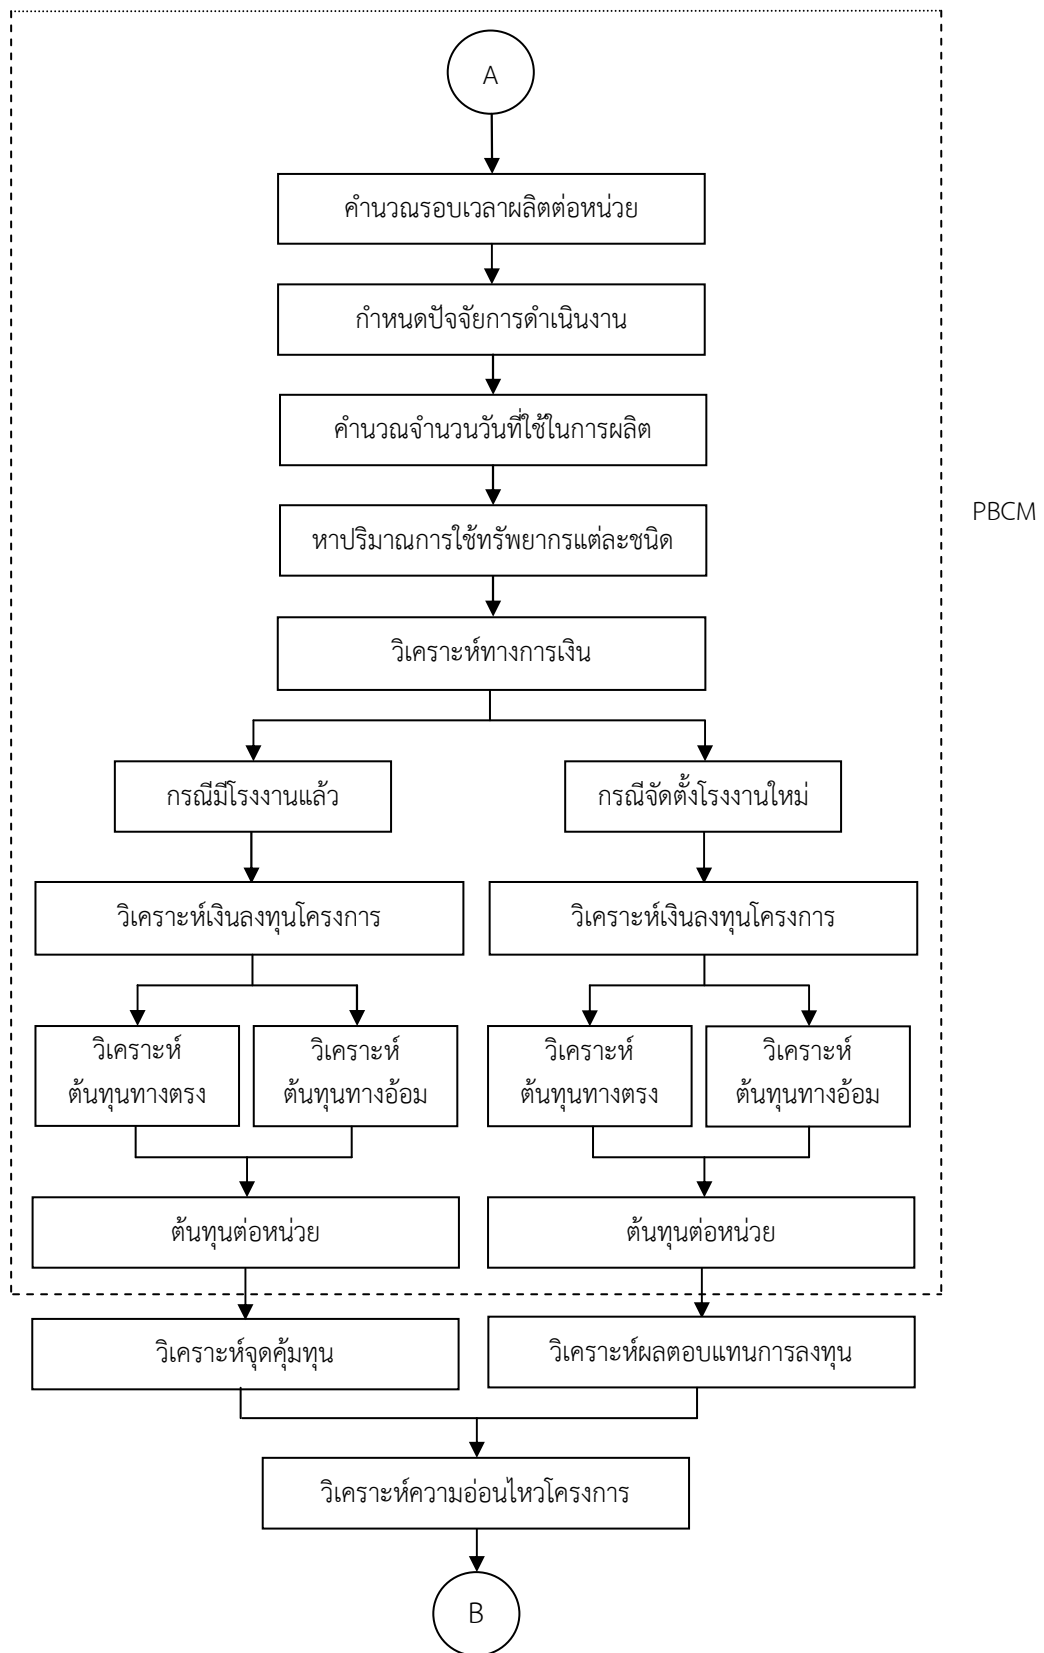 A
คำนวณรอบเวลาผลิตต่อหน่วย
กำหนดปัจจัยการดำเนินงาน
คำนวณจำนวนวันที่ใช้ในการผลิต
PBCM
หาปริมาณการใช้ทรัพยากรแต่ละชนิด
วิเคราะห์ทางการเงิน
กรณีมีโรงงานแล้ว
กรณีจัดตั้งโรงงานใหม่
วิเคราะห์เงินลงทุนโครงการ
วิเคราะห์เงินลงทุนโครงการ
วิเคราะห์
ต้นทุนทางตรง
วิเคราะห์
ต้นทุนทางอ้อม
วิเคราะห์
ต้นทุนทางตรง
วิเคราะห์
ต้นทุนทางอ้อม
ต้นทุนต่อหน่วย
ต้นทุนต่อหน่วย
วิเคราะห์จุดคุ้มทุน
วิเคราะห์ผลตอบแทนการลงทุน
วิเคราะห์ความอ่อนไหวโครงการ
B